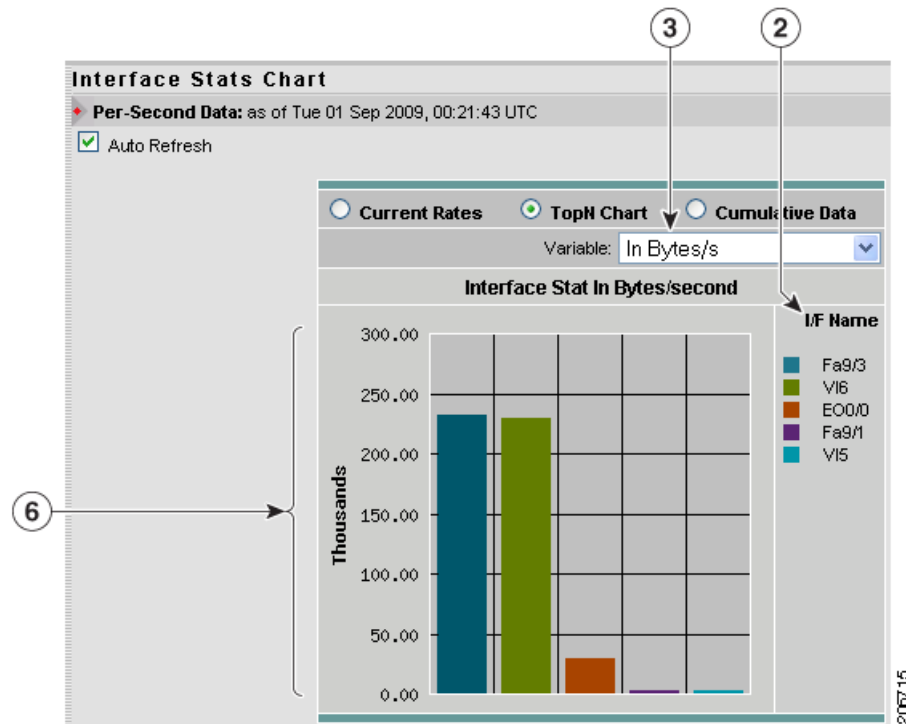 3
2
Interface Stats Chart
Per-Second Data: as of Tue 01 Sep 2009, 00:21:43 UTC
Auto Refresh
Current Rates TopN Chart Cumulative Data
Variable: In Bytes/s
Interface Stat In Bytes/second
I/F Name
300.00
250.00
200.00
150.00
100.00
50.00
0.00
Thousands
Fa9/3
Vl6
EO0/0
Fa9/1
Vl5
6
206715